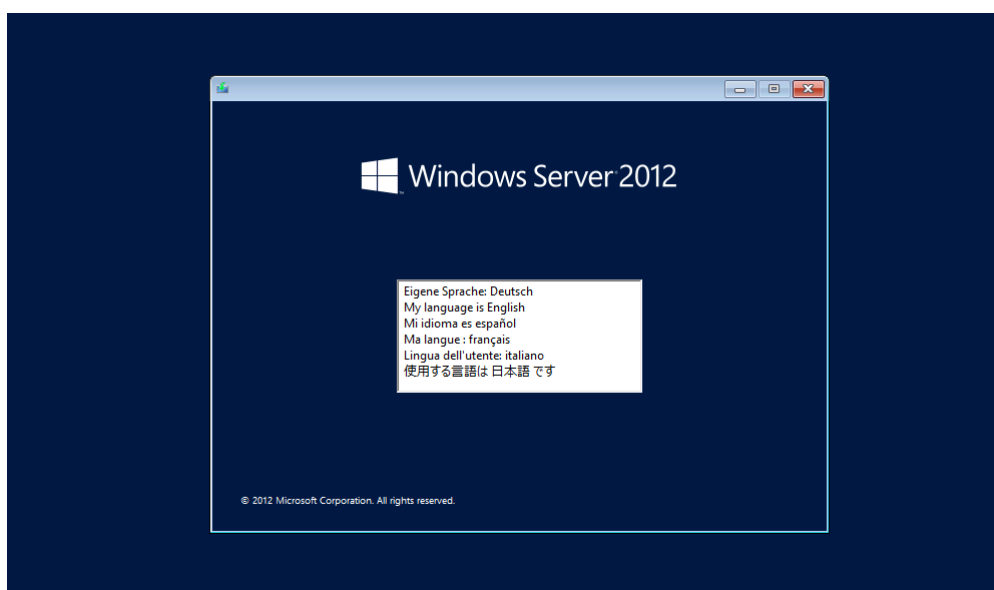 Windows Server 2012
Eigene Sprache: Deutsch
My language is English
Mi idioma es español
Ma langue : français
Lingua dell'utente: italiano
使用する言語は 日本語 です
© 2012 Microsoft Corporation. All rights reserved.